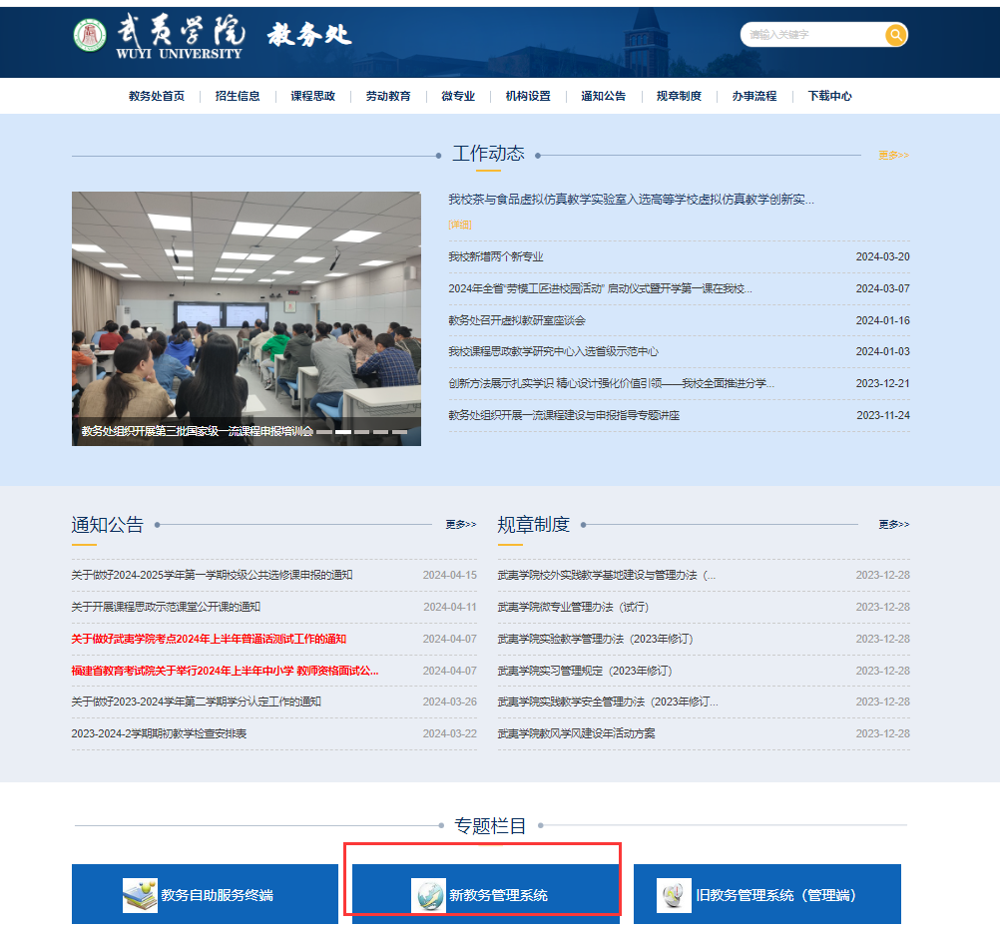 武夷学院 教务处
WUYI UNIVERSITY
请输入关键字
教务处首页 招生信息 课程思政 劳动教育 微专业 机构设置 通知公告 规章制度 办事流程 下载中心
工作动态 更多>>
我校茶与食品虚拟仿真教学实验室入选高等学校虚拟仿真教学创新实...
[详细]
我校新增两个新专业 2024-03-20
2024年全省“劳模工匠进校园活动” 启动仪式暨开学第一课在我校... 2024-03-07
教务处召开虚拟教研室座谈会 2024-01-16
我校课程思政教学研究中心入选省级示范中心 2024-01-03
创新方法展示扎实学识 精心设计强化价值引领——我校全面推进分学... 2023-12-21
教务处组织开展一流课程建设与申报指导专题讲座 2023-11-24
教务处组织开展第三批国家级一流课程申报培训会
通知公告 更多>>
关于做好2024-2025学年第一学期校级公共选修课申报的通知 2024-04-15
关于开展课程思政示范课堂公开课的通知 2024-04-11
关于做好武夷学院考点2024年上半年普通话测试工作的通知 2024-04-07
福建省教育考试院关于举行2024年上半年中小学 教师资格面试公... 2024-04-07
关于做好2023-2024学年第二学期学分认定工作的通知 2024-03-26
2023-2024-2学期期初教学检查安排表 2024-03-22
规章制度 更多>>
武夷学院校外实践教学基地建设与管理办法（... 2023-12-28
武夷学院微专业管理办法（试行） 2023-12-28
武夷学院实验教学管理办法（2023年修订） 2023-12-28
武夷学院实习管理规定（2023年修订） 2023-12-28
武夷学院实践教学安全管理办法（2023年修订... 2023-12-28
武夷学院教风学风建设年活动方案 2023-12-28
专题栏目
教务自助服务终端 新教务管理系统 旧教务管理系统（管理端）